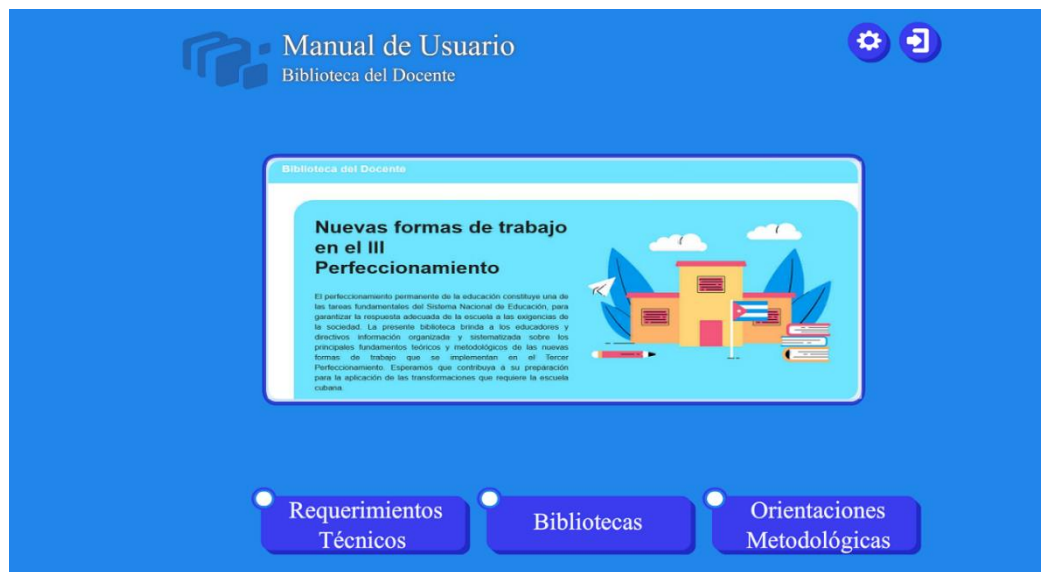 Manual de Usuario
Biblioteca del Docente
Biblioteca del Docente
Nuevas formas de trabajo
en el III
Perfeccionamiento
El perfeccionamiento permanente de la educación constituye una de
las tareas fundamentales del Sistema Nacional de Educación, para
garantizar la respuesta adecuada de la escuela a las exigencias de
la sociedad. La presente biblioteca brinda a los educadores y
directivos información organizada y sistematizada sobre los
principales fundamentos teóricos y metodológicos de las nuevas
formas de trabajo que se implementan en el Tercer
Perfeccionamiento. Esperamos que contribuya a su preparación
para la aplicación de las transformaciones que requiere la escuela
cubana.
Requerimientos
Técnicos
Bibliotecas
Orientaciones
Metodológicas